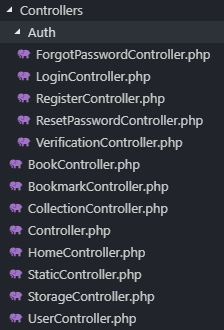 Controllers
Auth
ForgotPasswordController.php
LoginController.php
RegisterController.php
ResetPasswordController.php
VerificationController.php
BookController.php
BookmarkController.php
CollectionController.php
Controller.php
HomeController.php
StaticController.php
StorageController.php
UserController.php